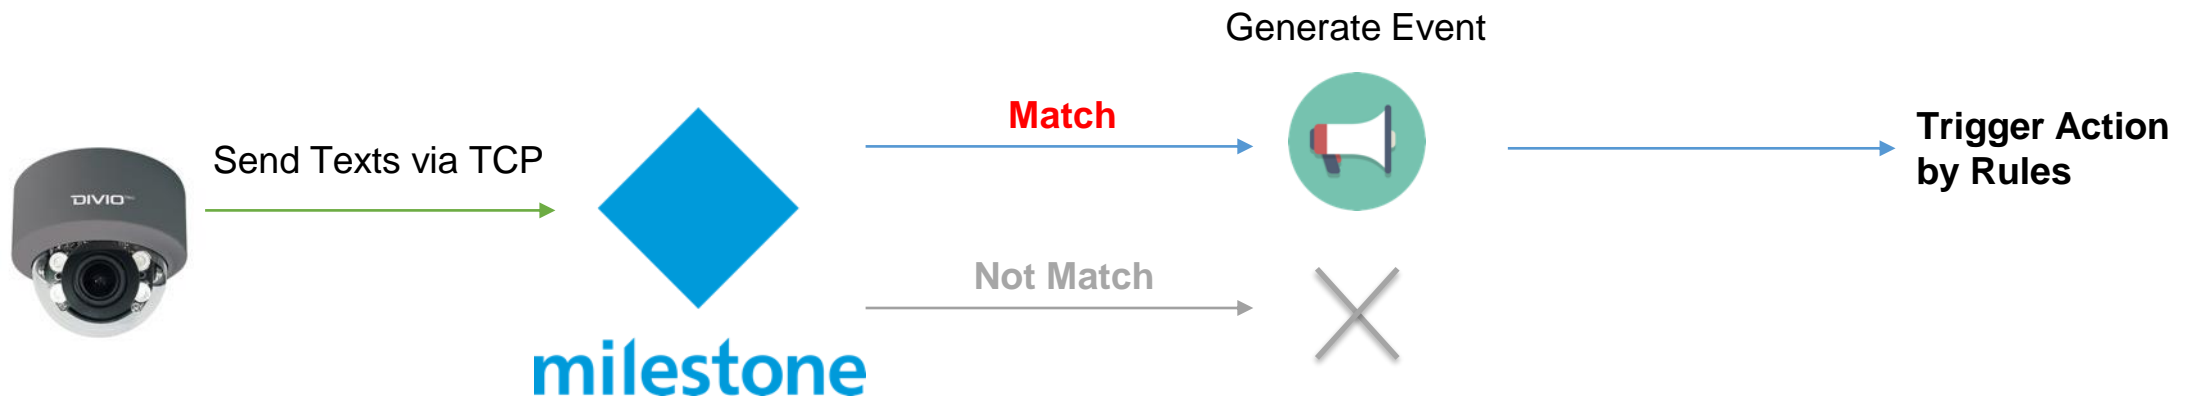 Generate Event
Match
Send Texts via TCP
DIVIO
Trigger Action
by Rules
Not Match
milestone